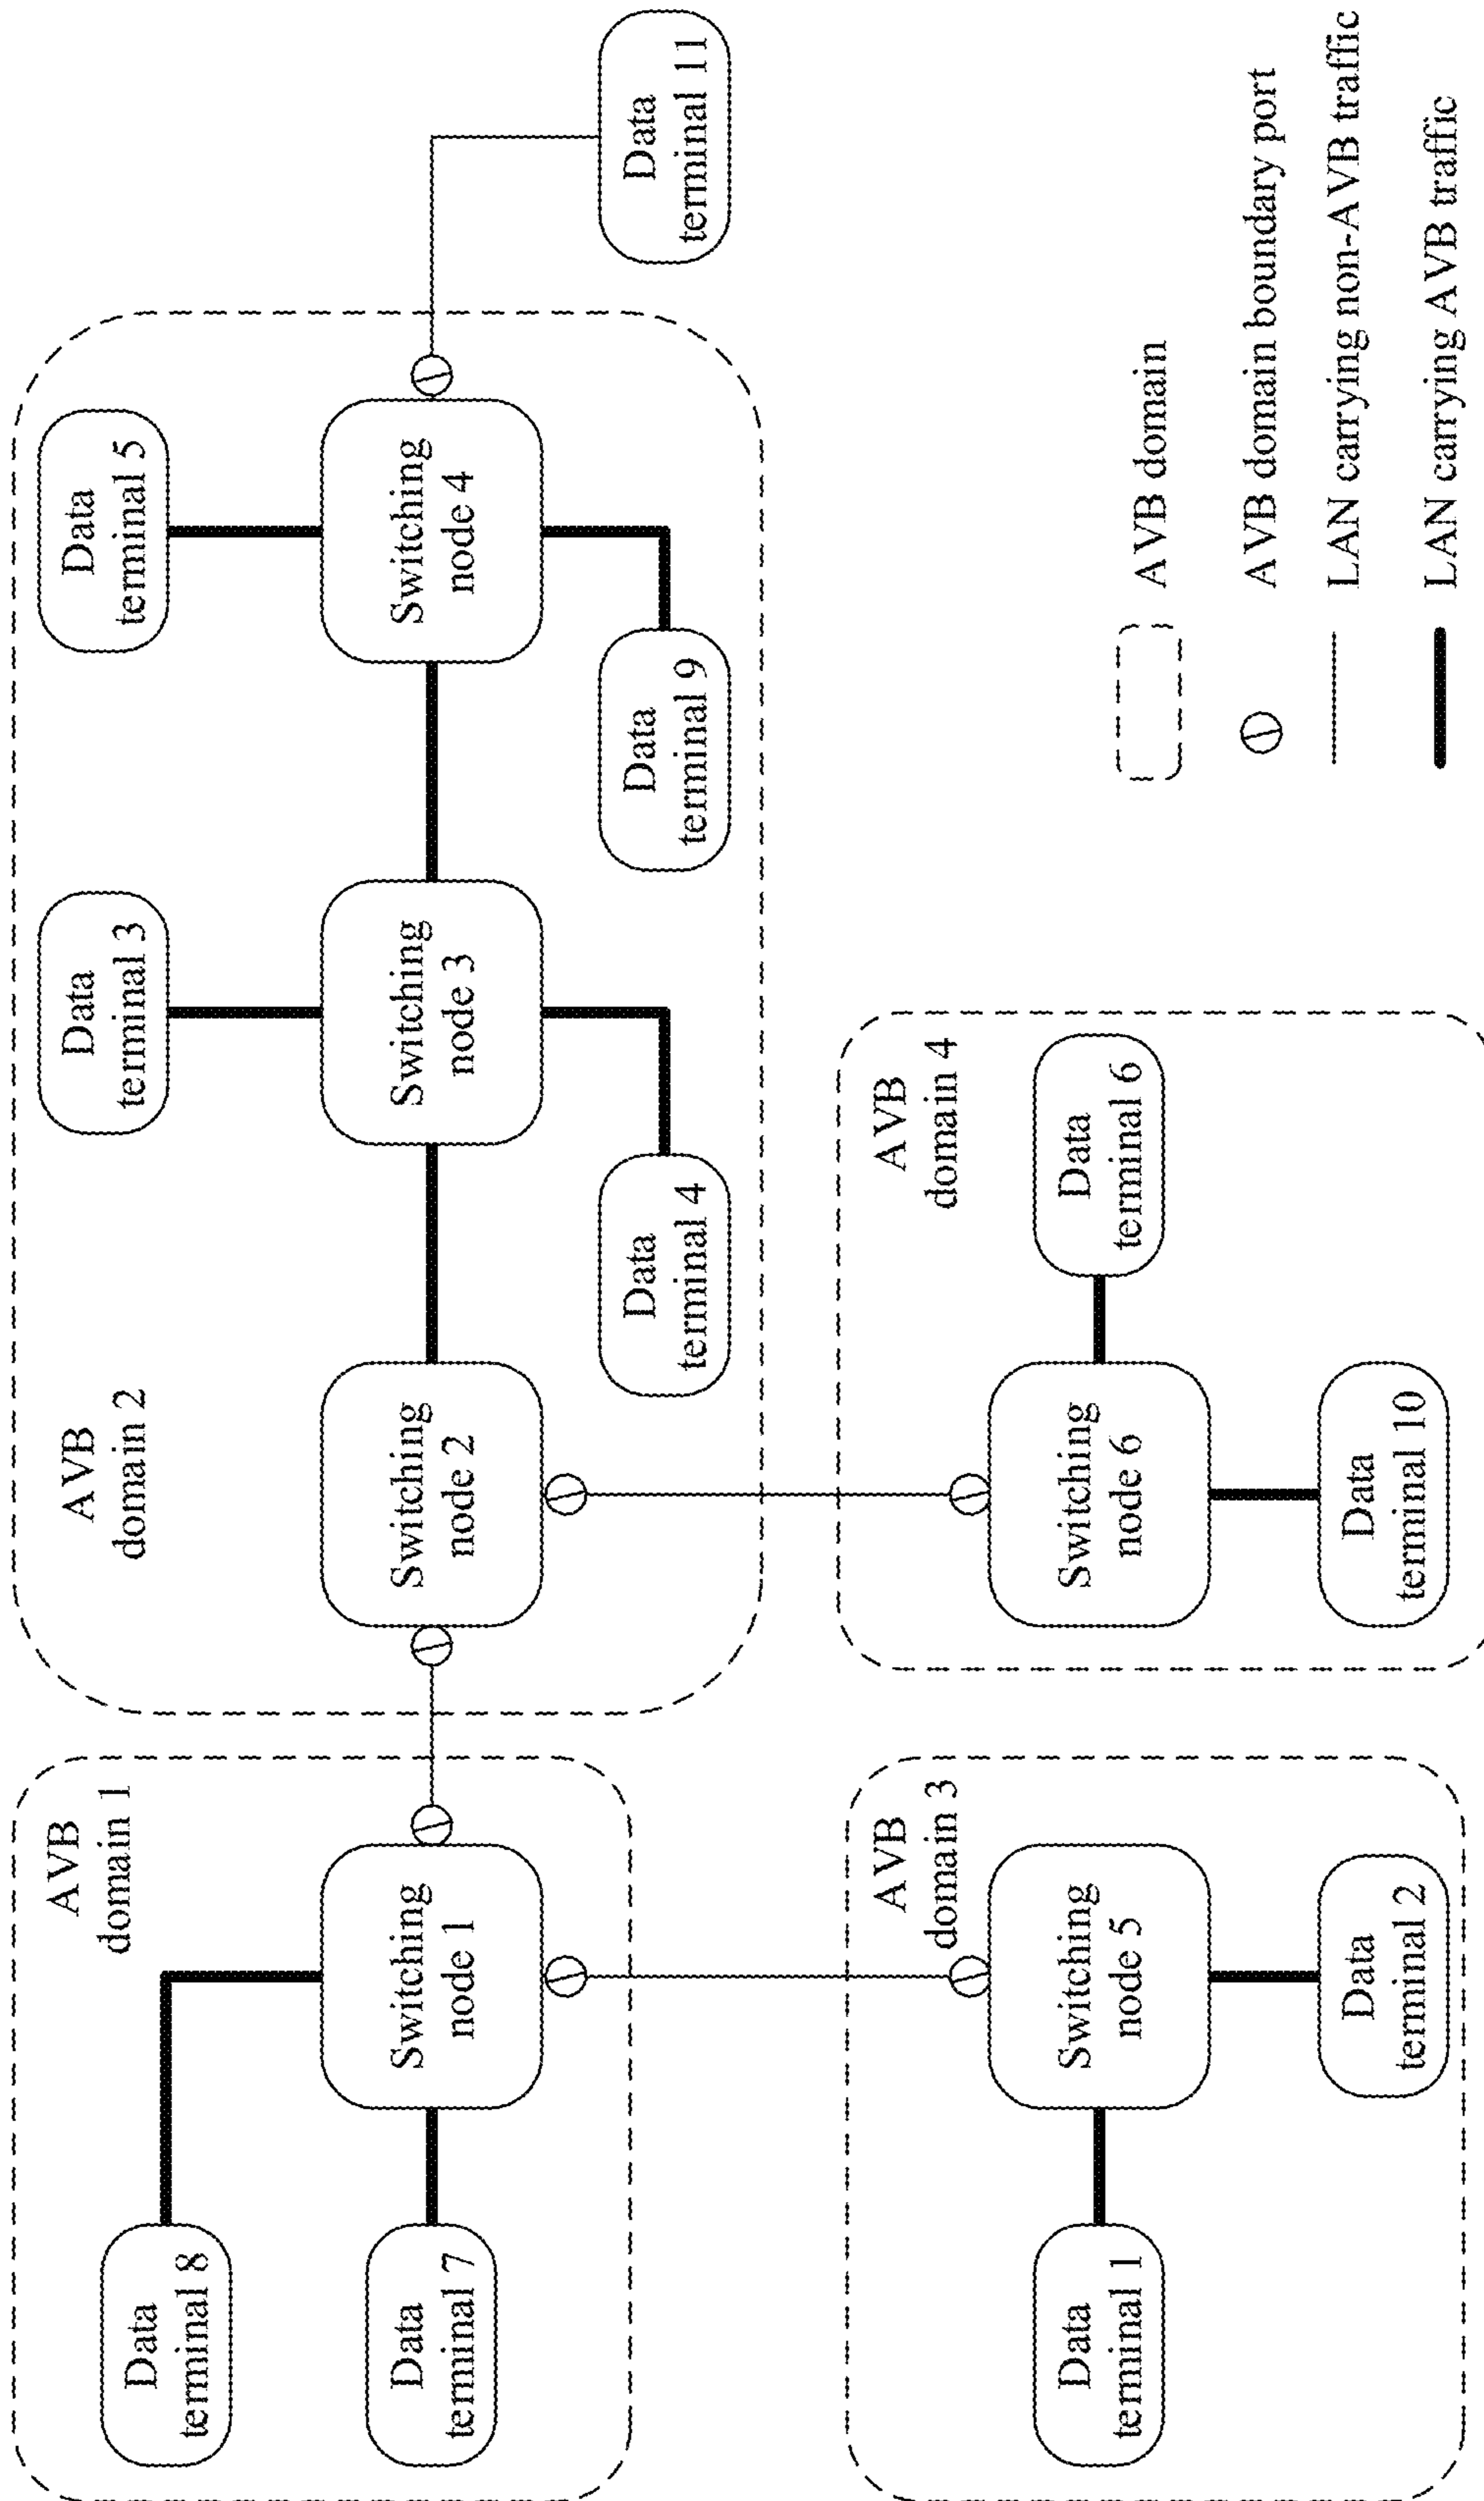 AVB
domain 1
Data
terminal 8
Data
terminal 7
Switching
node 1
AVB
domain 2
Switching
node 2
Data
terminal 3
Switching
node 3
Data
terminal 4
Data
terminal 5
Switching
node 4
Data
terminal 9
Data
terminal 11
AVB
domain 3
Data
terminal 1
Switching
node 5
Data
terminal 2
AVB
domain 4
Switching
node 6
Data
terminal 6
Data
terminal 10
AVB domain
AVB domain boundary port
LAN carrying non-AVB traffic
LAN carrying AVB traffic